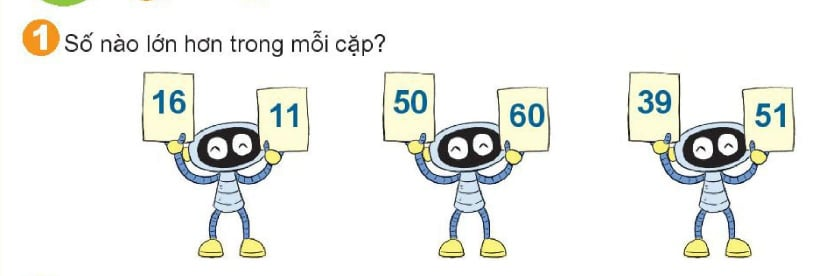 1 Số nào lớn hơn trong mỗi cặp?
16 11 50 60 39 51